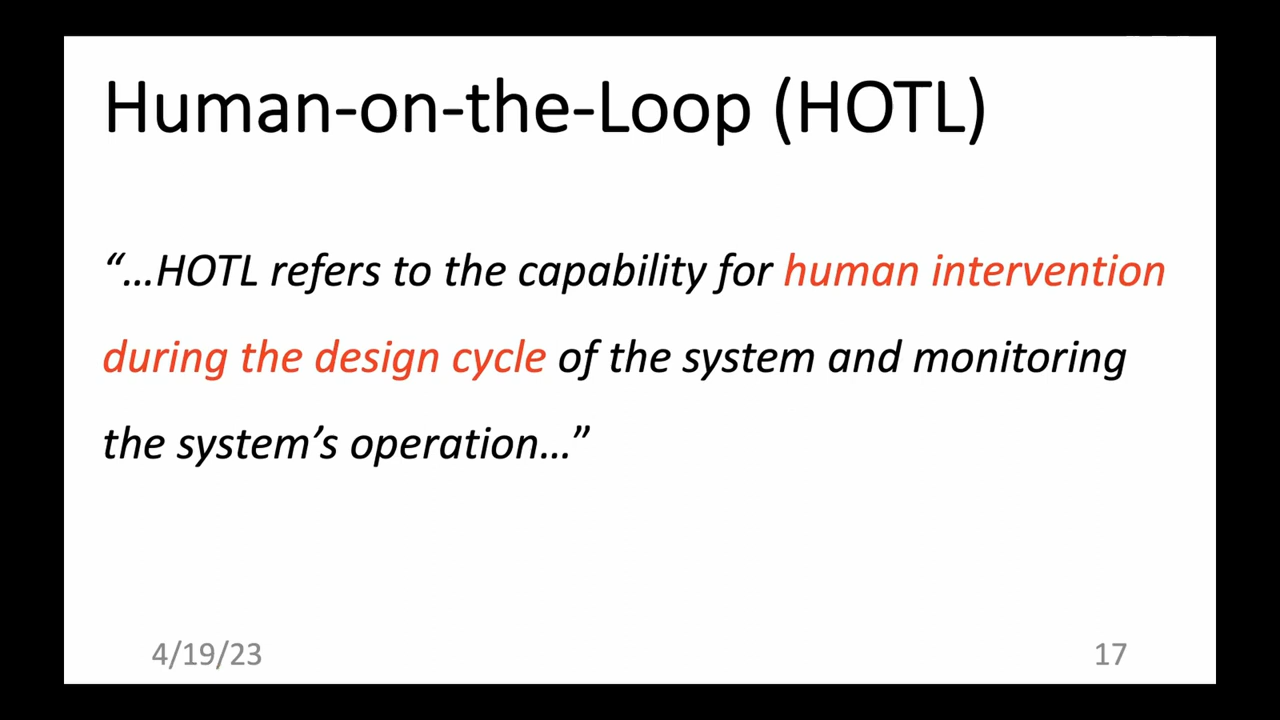 Human-on-the-Loop (HOTL)
“…HOTL refers to the capability for human intervention
during the design cycle of the system and monitoring
the system’s operation…”
4/19/23
17